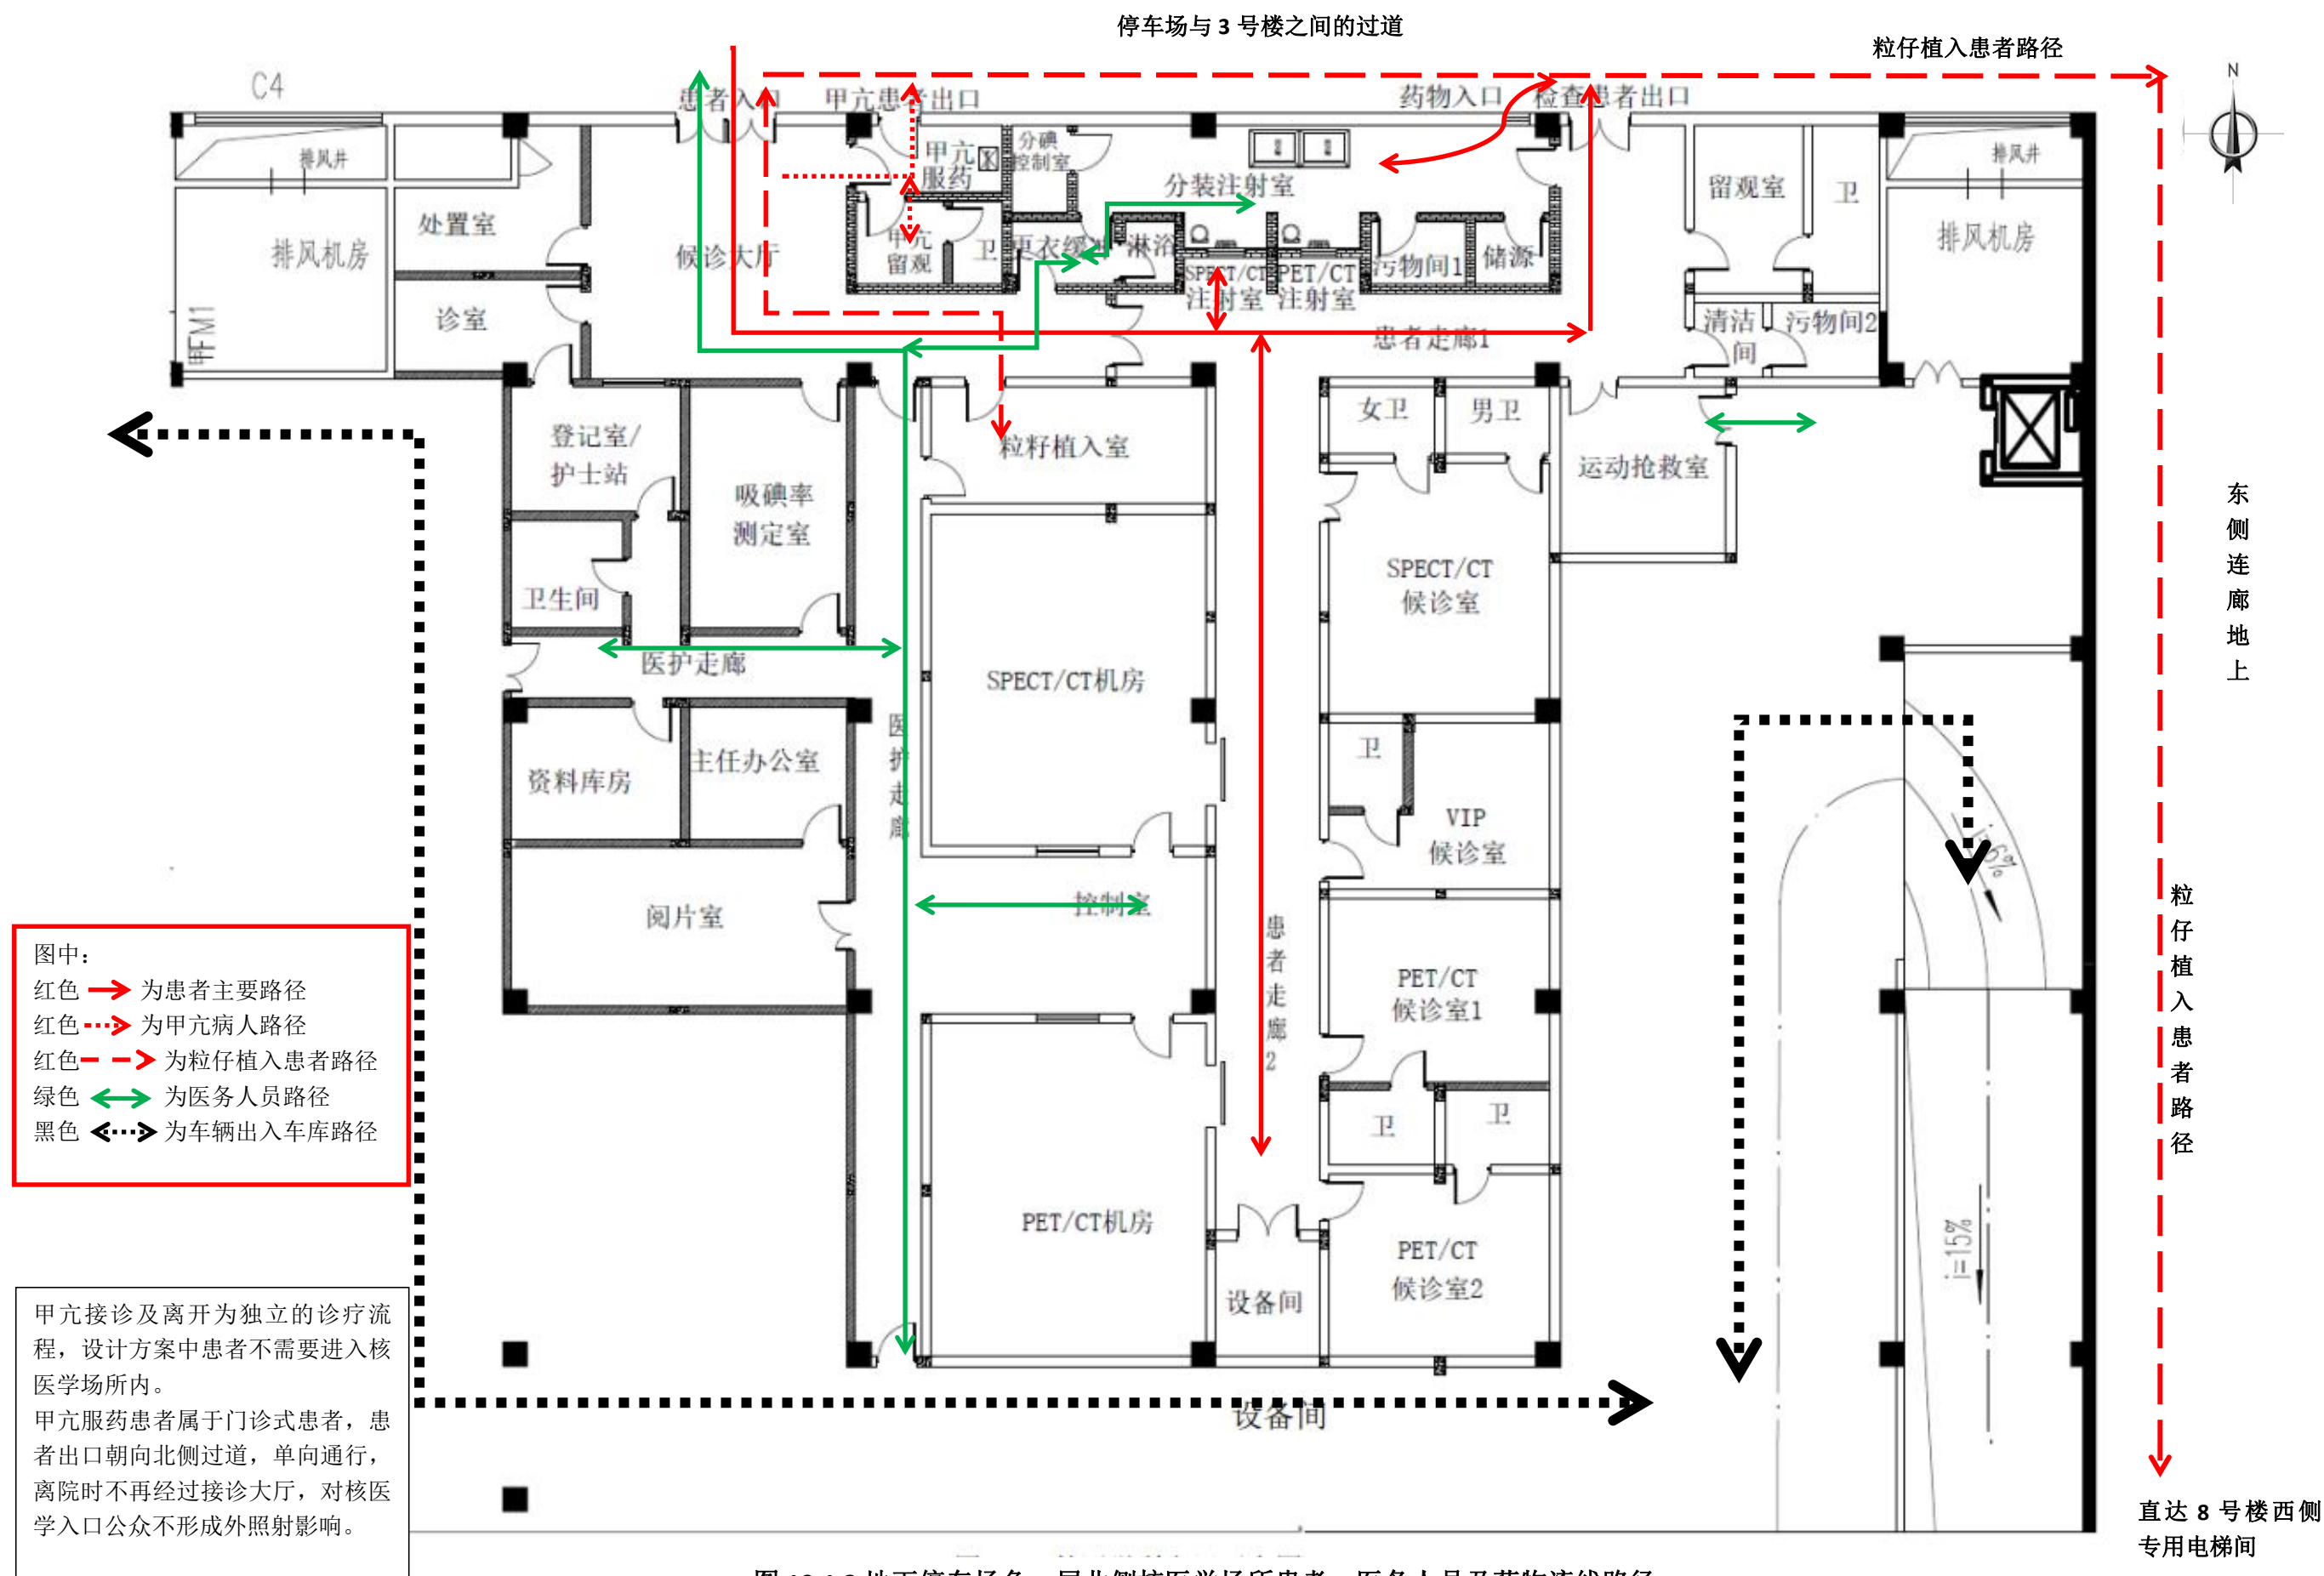 停车场与 3 号楼之间的过道
粒仔植入患者路径
N
C4
患者入口
甲亢患者出口
药物入口
检查患者出口
排风井
处置室
排风机房
候诊大厅
甲亢
服药
分碘
控制室
分装注射室
留观室
卫
排风井
排风机房
甲亢
留观
卫
更衣缓冲
淋浴
SPECT/CT
注射室
PET/CT
注射室
污物间1
储源
诊室
甲FM1
患者走廊1
清洁
间
污物间2
登记室/
护士站
吸碘率
测定室
粒籽植入室
女卫
男卫
运动抢救室
东
侧
连
廊
地
上
卫生间
SPECT/CT
候诊室
医护走廊
SPECT/CT机房
医
护
走
廊
资料库房
主任办公室
卫
VIP
候诊室
i=6%
阅片室
控制室
患
者
走
廊
2
PET/CT
候诊室1
粒
仔
植
入
患
者
路
径
图中：
红色 为患者主要路径
红色 为甲亢病人路径
红色 为粒仔植入患者路径
绿色 为医务人员路径
黑色 为车辆出入车库路径
卫
卫
PET/CT机房
PET/CT
候诊室2
i=15%
设备间
设备间
甲亢接诊及离开为独立的诊疗流
程，设计方案中患者不需要进入核
医学场所内。
甲亢服药患者属于门诊式患者，患
者出口朝向北侧过道，单向通行，
离院时不再经过接诊大厅，对核医
学入口公众不形成外照射影响。
直达 8 号楼西侧
专用电梯间